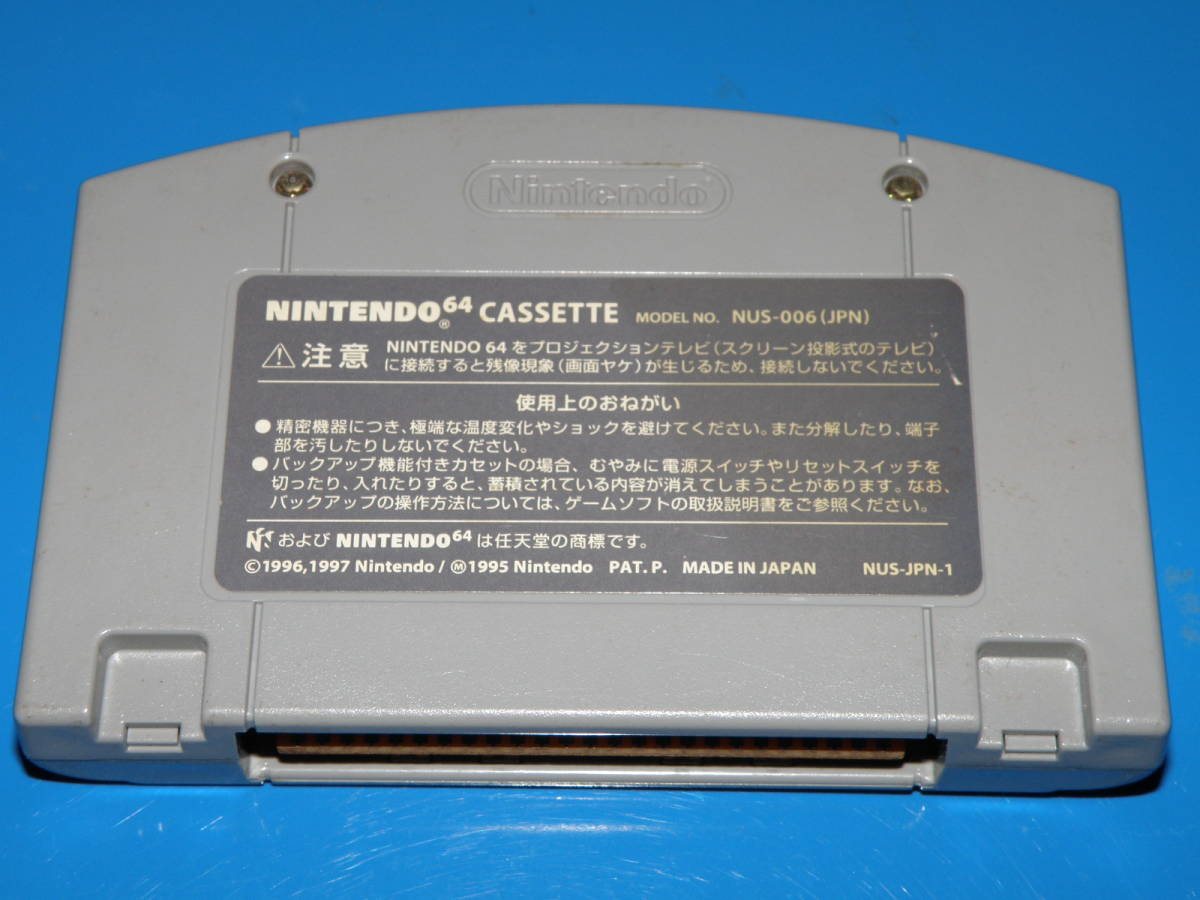 Nintendo
NINTENDO64® CASSETTE MODEL NO. NUS-006(JPN)
注意 NINTENDO 64 をプロジェクションテレビ(スクリーン投影式のテレビ)
に接続すると残像現象(画面ヤケ)が生じるため、接続しないでください。
使用上のおねがい
●精密機器につき、極端な温度変化やショックを避けてください。また分解したり、端子
部を汚したりしないでください。
●バックアップ機能付きカセットの場合、むやみに電源スイッチやリセットスイッチを
切ったり、入れたりすると、蓄積されている内容が消えてしまうことがあります。なお、
バックアップの操作方法については、ゲームソフトの取扱説明書をご参照ください。
N および NINTENDO64 は任天堂の商標です。
©1996,1997 Nintendo/Ⓜ1995 Nintendo PAT.P. MADE IN JAPAN NUS-JPN-1